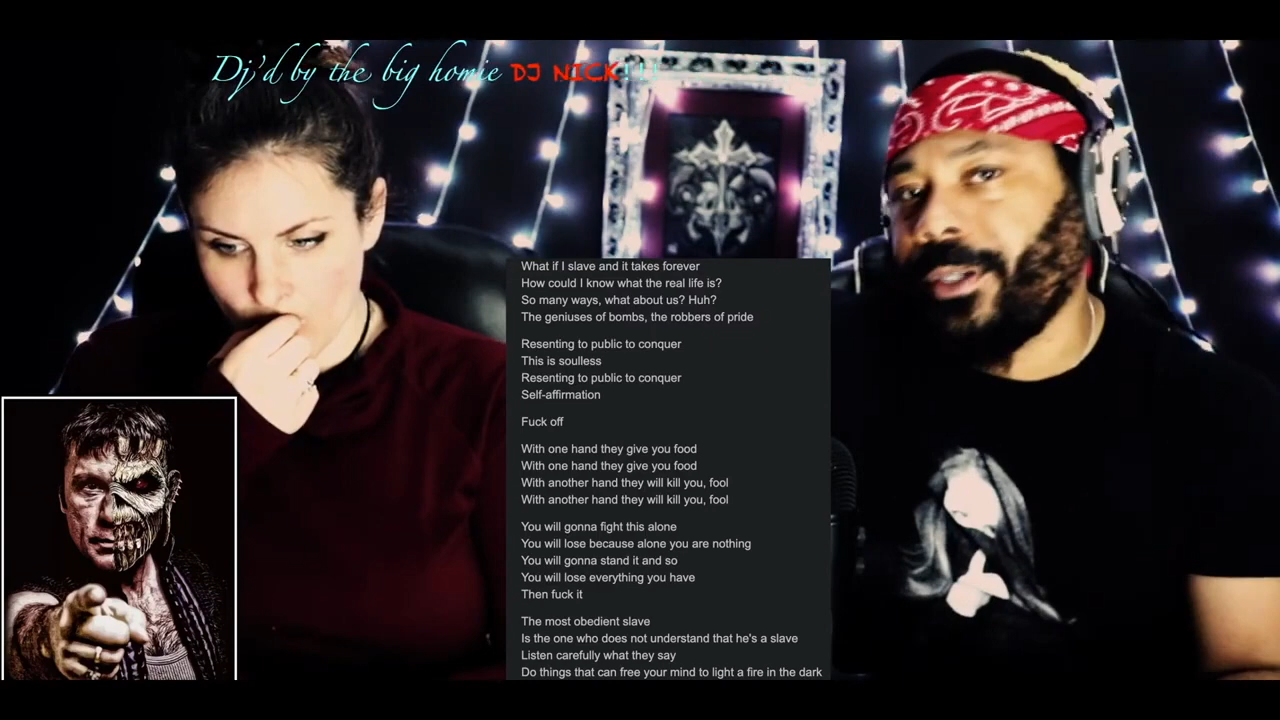 Dj'd by the big homie DJ NICK!!!
What if I slave and it takes forever
How could I know what the real life is?
So many ways, what about us? Huh?
The geniuses of bombs, the robbers of pride
Resenting to public to conquer
This is soulless
Resenting to public to conquer
Self-affirmation
Fuck off
With one hand they give you food
With one hand they give you food
With another hand they will kill you, fool
With another hand they will kill you, fool
You will gonna fight this alone
You will lose because alone you are nothing
You will gonna stand it and so
You will lose everything you have
Then fuck it
The most obedient slave
Is the one who does not understand that he's a slave
Listen carefully what they say
Do things that can free your mind to light a fire in the dark